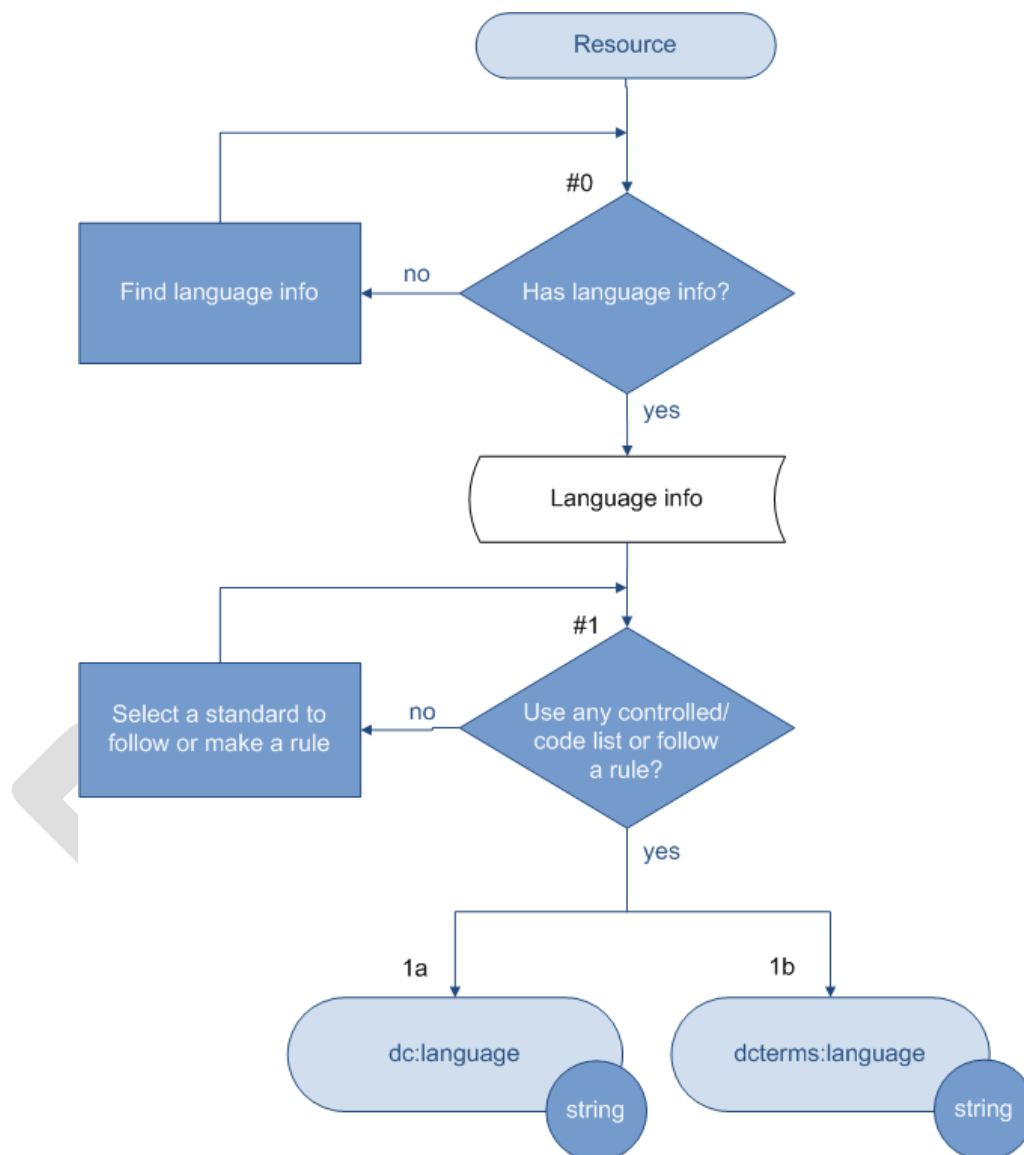 Resource
#0
Find language info
no
Has language info?
yes
Language info
#1
Select a standard to
follow or make a rule
no
Use any controlled/
code list or follow
a rule?
yes
1a
1b
dc:language
string
dcterms:language
string